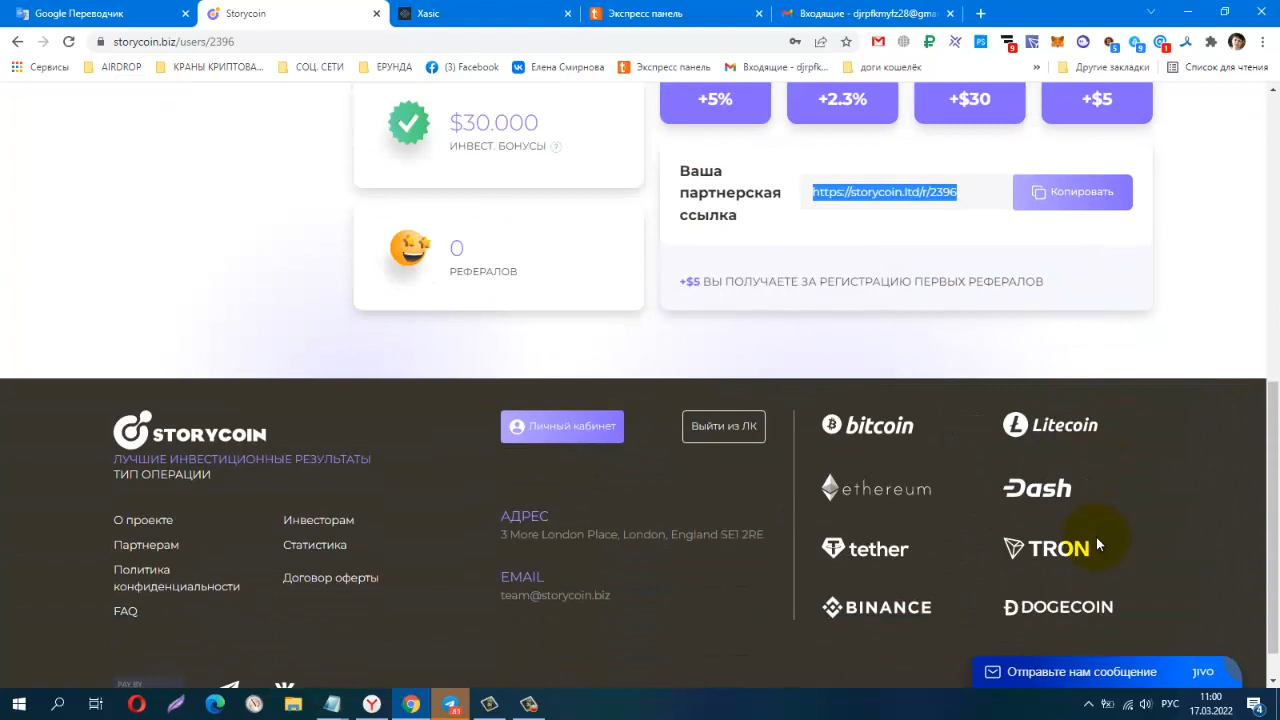 Google Переводчик
Storycoin
Xasic
Экспресс панель
Входящие - djrpfkmyfz28@gma
storycoin.biz/users/2396
Сервисы
AIRDROP
КРАНЫ КРИПТОВА...
СОЦ. СЕТИ
ЕРУНДА
(3) Facebook
Елена Смирнова
Экспресс панель
Входящие - djrpfk...
доги кошелёк
»
Другие закладки
Список для чтения
+5%
+2.3%
+$30
+$5
$30.000
ИНВЕСТ. БОНУСЫ ?
0
РЕФЕРАЛОВ
Ваша
партнерская
ссылка
https://storycoin.ltd/r/2396
Копировать
+$5 ВЫ ПОЛУЧАЕТЕ ЗА РЕГИСТРАЦИЮ ПЕРВЫХ РЕФЕРАЛОВ
STORYCOIN
ЛУЧШИЕ ИНВЕСТИЦИОННЫЕ РЕЗУЛЬТАТЫ
ТИП ОПЕРАЦИИ
О проекте
Инвесторам
Партнерам
Статистика
Политика
конфиденциальности
Договор оферты
FAQ
Личный кабинет
Выйти из ЛК
АДРЕС
3 More London Place, London, England SE1 2RE
EMAIL
team@storycoin.biz
bitcoin
Litecoin
ethereum
Dash
tether
TRON
BINANCE
DOGECOIN
PAY BY
Отправьте нам сообщение
JIVO
РУС
11:00
17.03.2022